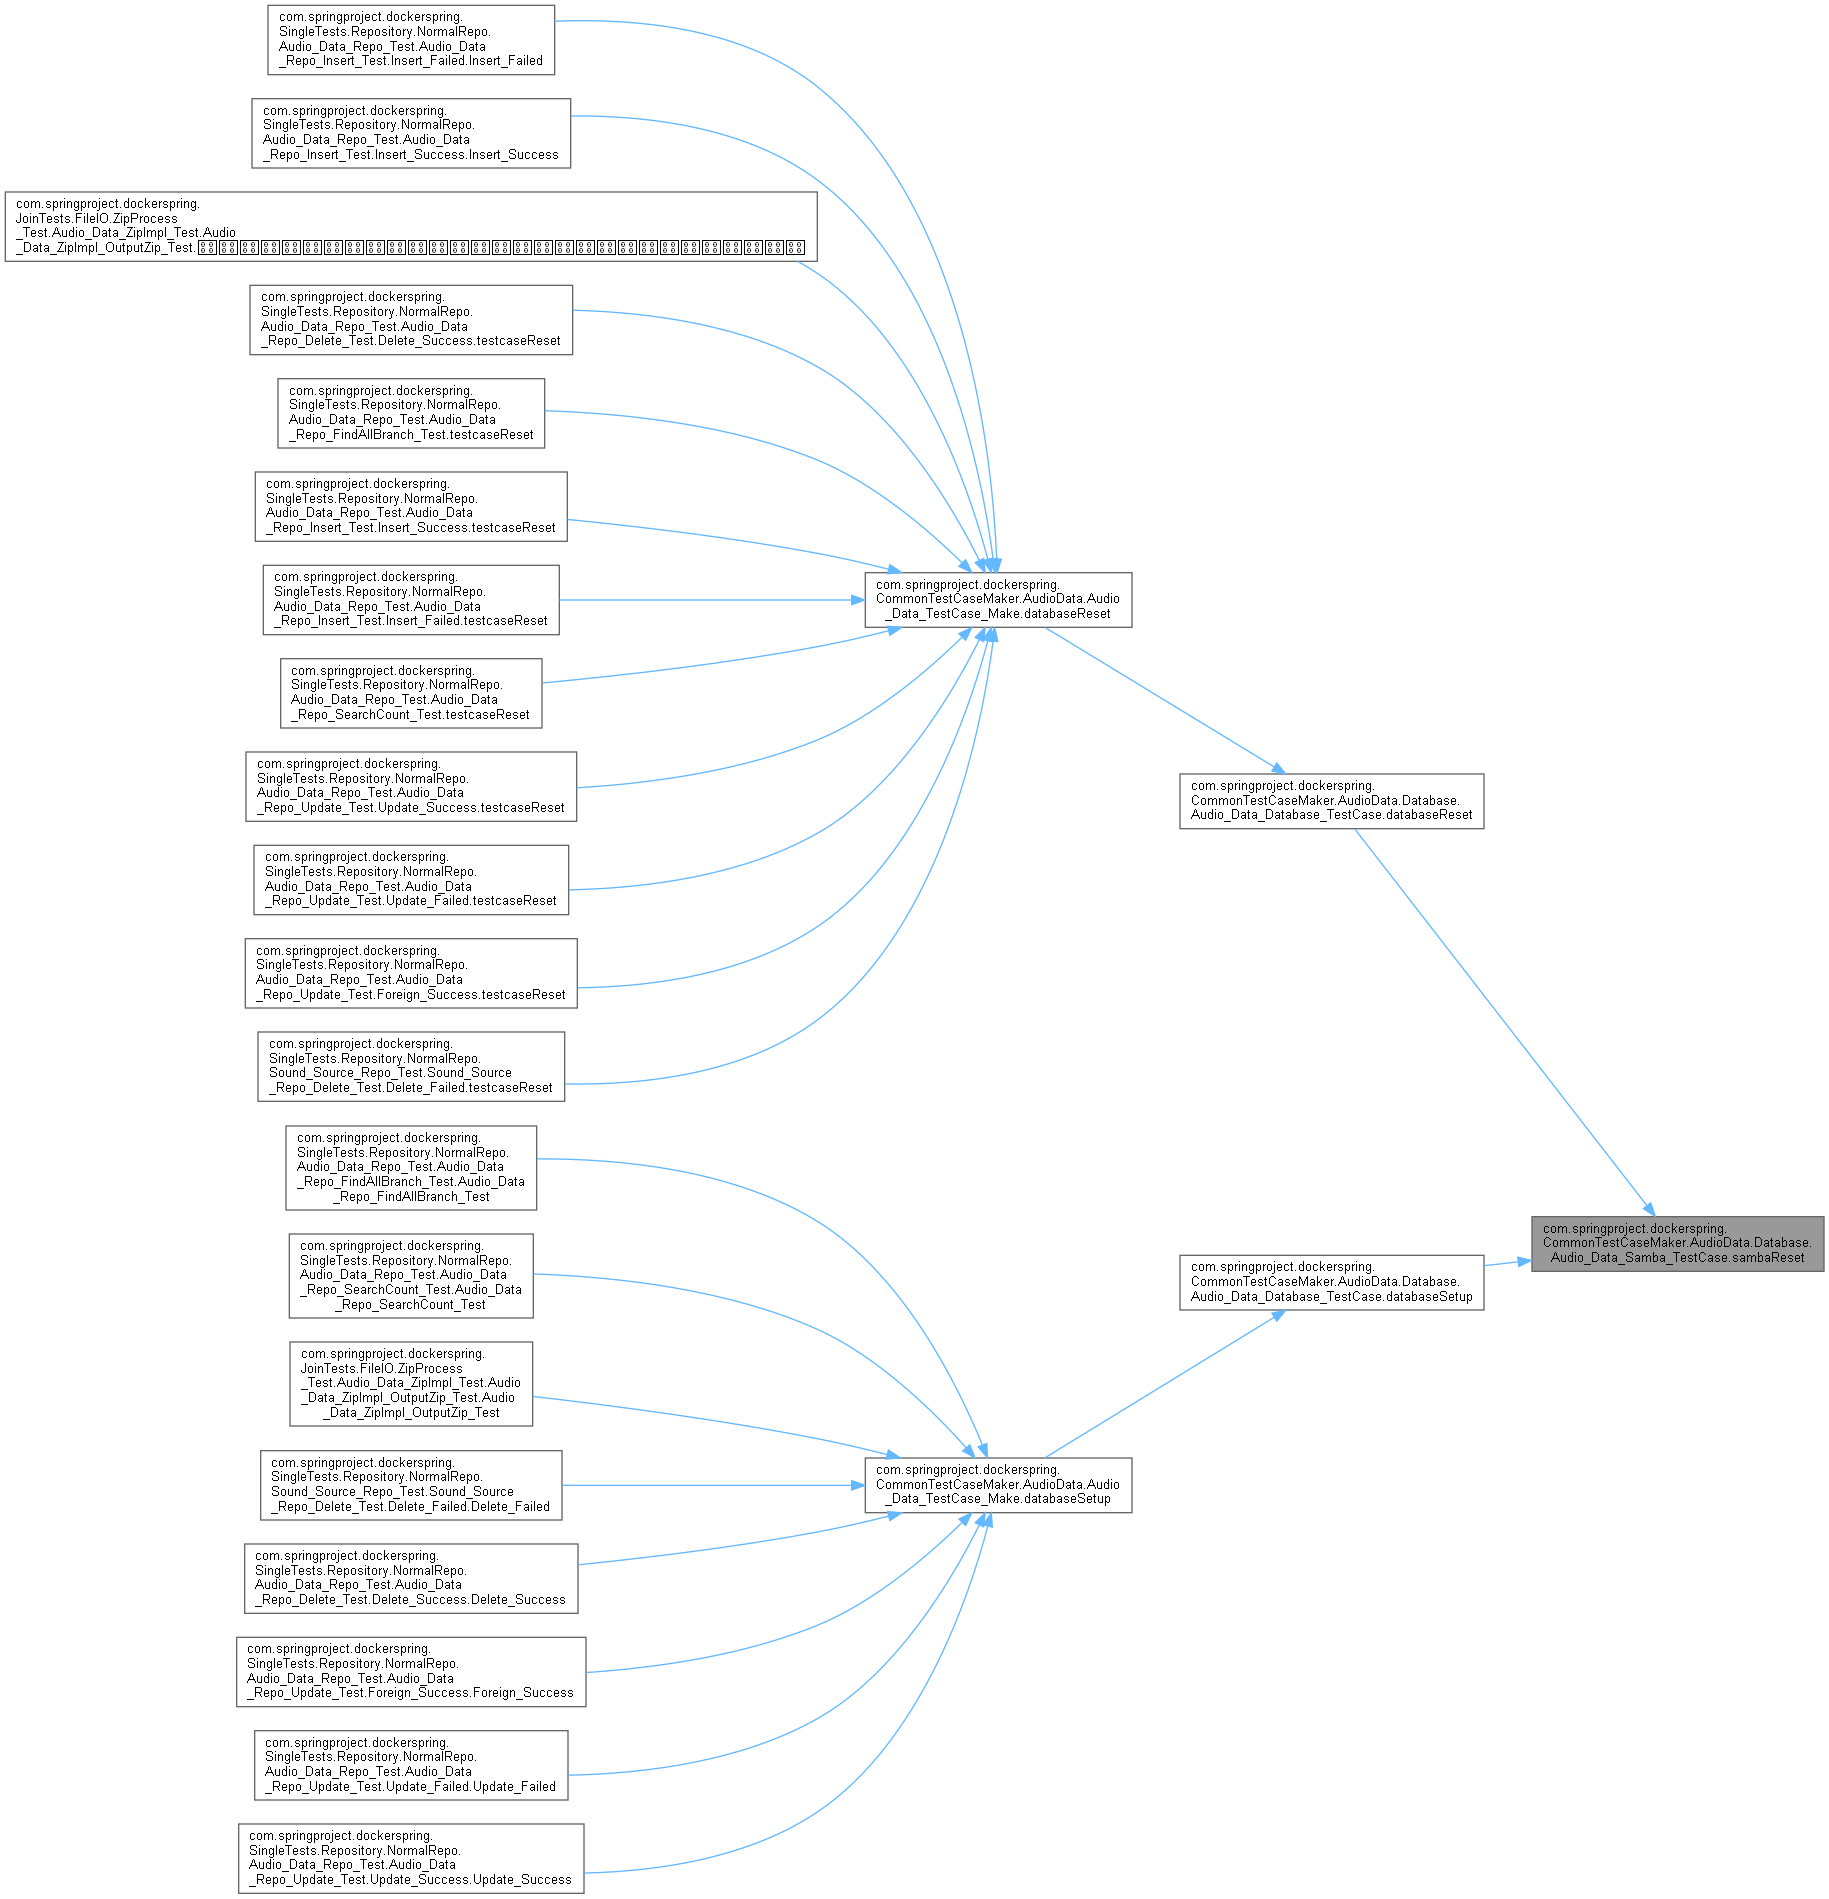 com.springproject.dockerspring.
SingleTests.Repository.NormalRepo.
Audio_Data_Repo_Test.Audio_Data
_Repo_Insert_Test.Insert_Failed.Insert_Failed
com.springproject.dockerspring.
SingleTests.Repository.NormalRepo.
Audio_Data_Repo_Test.Audio_Data
_Repo_Insert_Test.Insert_Success.Insert_Success
com.springproject.dockerspring.
JoinTests.FileIO.ZipProcess
_Test.Audio_Data_ZipImpl_Test.Audio
_Data_ZipImpl_OutputZip_Test.
com.springproject.dockerspring.
SingleTests.Repository.NormalRepo.
Audio_Data_Repo_Test.Audio_Data
_Repo_Delete_Test.Delete_Success.testcaseReset
com.springproject.dockerspring.
SingleTests.Repository.NormalRepo.
Audio_Data_Repo_Test.Audio_Data
_Repo_FindAllBranch_Test.testcaseReset
com.springproject.dockerspring.
SingleTests.Repository.NormalRepo.
Audio_Data_Repo_Test.Audio_Data
_Repo_Insert_Test.Insert_Success.testcaseReset
com.springproject.dockerspring.
SingleTests.Repository.NormalRepo.
Audio_Data_Repo_Test.Audio_Data
_Repo_Insert_Test.Insert_Failed.testcaseReset
com.springproject.dockerspring.
SingleTests.Repository.NormalRepo.
Audio_Data_Repo_Test.Audio_Data
_Repo_SearchCount_Test.testcaseReset
com.springproject.dockerspring.
SingleTests.Repository.NormalRepo.
Audio_Data_Repo_Test.Audio_Data
_Repo_Update_Test.Update_Success.testcaseReset
com.springproject.dockerspring.
SingleTests.Repository.NormalRepo.
Audio_Data_Repo_Test.Audio_Data
_Repo_Update_Test.Update_Failed.testcaseReset
com.springproject.dockerspring.
SingleTests.Repository.NormalRepo.
Audio_Data_Repo_Test.Audio_Data
_Repo_Update_Test.Foreign_Success.testcaseReset
com.springproject.dockerspring.
SingleTests.Repository.NormalRepo.
Sound_Source_Repo_Test.Sound_Source
_Repo_Delete_Test.Delete_Failed.testcaseReset
com.springproject.dockerspring.
SingleTests.Repository.NormalRepo.
Audio_Data_Repo_Test.Audio_Data
_Repo_FindAllBranch_Test.Audio_Data
_Repo_FindAllBranch_Test
com.springproject.dockerspring.
SingleTests.Repository.NormalRepo.
Audio_Data_Repo_Test.Audio_Data
_Repo_SearchCount_Test.Audio_Data
_Repo_SearchCount_Test
com.springproject.dockerspring.
JoinTests.FileIO.ZipProcess
_Test.Audio_Data_ZipImpl_Test.Audio
_Data_ZipImpl_OutputZip_Test.Audio
_Data_ZipImpl_OutputZip_Test
com.springproject.dockerspring.
SingleTests.Repository.NormalRepo.
Sound_Source_Repo_Test.Sound_Source
_Repo_Delete_Test.Delete_Failed.Delete_Failed
com.springproject.dockerspring.
SingleTests.Repository.NormalRepo.
Audio_Data_Repo_Test.Audio_Data
_Repo_Delete_Test.Delete_Success.Delete_Success
com.springproject.dockerspring.
SingleTests.Repository.NormalRepo.
Audio_Data_Repo_Test.Audio_Data
_Repo_Update_Test.Foreign_Success.Foreign_Success
com.springproject.dockerspring.
SingleTests.Repository.NormalRepo.
Audio_Data_Repo_Test.Audio_Data
_Repo_Update_Test.Update_Failed.Update_Failed
com.springproject.dockerspring.
SingleTests.Repository.NormalRepo.
Audio_Data_Repo_Test.Audio_Data
_Repo_Update_Test.Update_Success.Update_Success
com.springproject.dockerspring.
CommonTestCaseMaker.AudioData.Audio
_Data_TestCase_Make.databaseReset
com.springproject.dockerspring.
CommonTestCaseMaker.AudioData.Audio
_Data_TestCase_Make.databaseSetup
com.springproject.dockerspring.
CommonTestCaseMaker.AudioData.Database.
Audio_Data_Database_TestCase.databaseReset
com.springproject.dockerspring.
CommonTestCaseMaker.AudioData.Database.
Audio_Data_Database_TestCase.databaseSetup
com.springproject.dockerspring.
CommonTestCaseMaker.AudioData.Database.
Audio_Data_Samba_TestCase.sambaReset